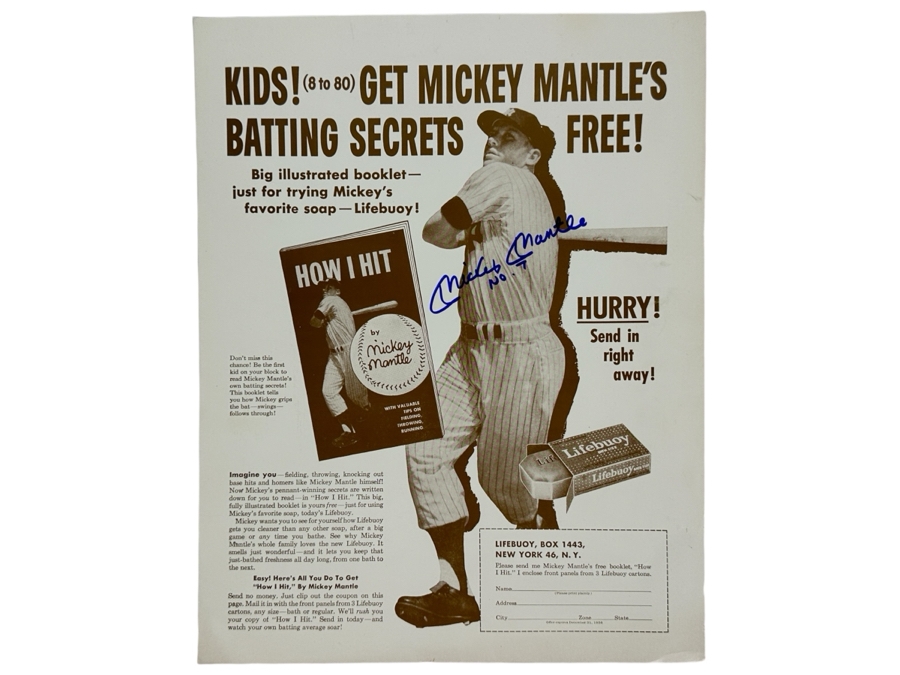 KIDS! (8 to 80) GET MICKEY MANTLE'S
BATTING SECRETS FREE!
Big illustrated booklet—
just for trying Mickey's
favorite soap—Lifebuoy!
HOW I HIT
by
Mickey
Mantle
WITH VALUABLE
TIPS ON
FIELDING,
THROWING,
RUNNING.
Mickey Mantle
No. 7
HURRY!
Send in
right
away!
Don't miss this
chance! Be the first
kid on your block to
read Mickey Mantle's
own batting secrets!
This booklet tells
you how Mickey grips
the bat—swings—
follows through!
Lifebuoy
Lifebuoy
Imagine you—fielding, throwing, knocking out
base hits and homers like Mickey Mantle himself!
Now Mickey's pennant-winning secrets are written
down for you to read—in "How I Hit." This big,
fully illustrated booklet is yours free—just for using
Mickey's favorite soap, today's Lifebuoy.
Mickey wants you to see for yourself how Lifebuoy
gets you cleaner than any other soap, after a big
game or any time you bathe. See why Mickey
Mantle's whole family loves the new Lifebuoy. It
smells just wonderful—and it lets you keep that
just-bathed freshness all day long, from one bath to
the next.
Easy! Here's All You Do To Get
"How I Hit," By Mickey Mantle
Send no money. Just clip out the coupon on this
page. Mail it in with the front panels from 3 Lifebuoy
cartons, any size—bath or regular. We'll rush you
your copy of "How I Hit." Send in today—and
watch your own batting average soar!
LIFEBUOY, BOX 1443,
NEW YORK 46, N. Y.
Please send me Mickey Mantle's free booklet, "How
I Hit." I enclose front panels from 3 Lifebuoy cartons.
Name
Address
City Zone State